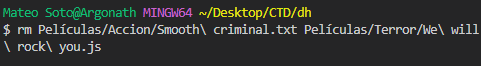 Mateo Soto@Argonath MINGW64 ~/Desktop/CTD/dh
$ rm Películas/Accion/Smooth\ criminal.txt Películas/Terror/We\ will
\ rock\ you.js